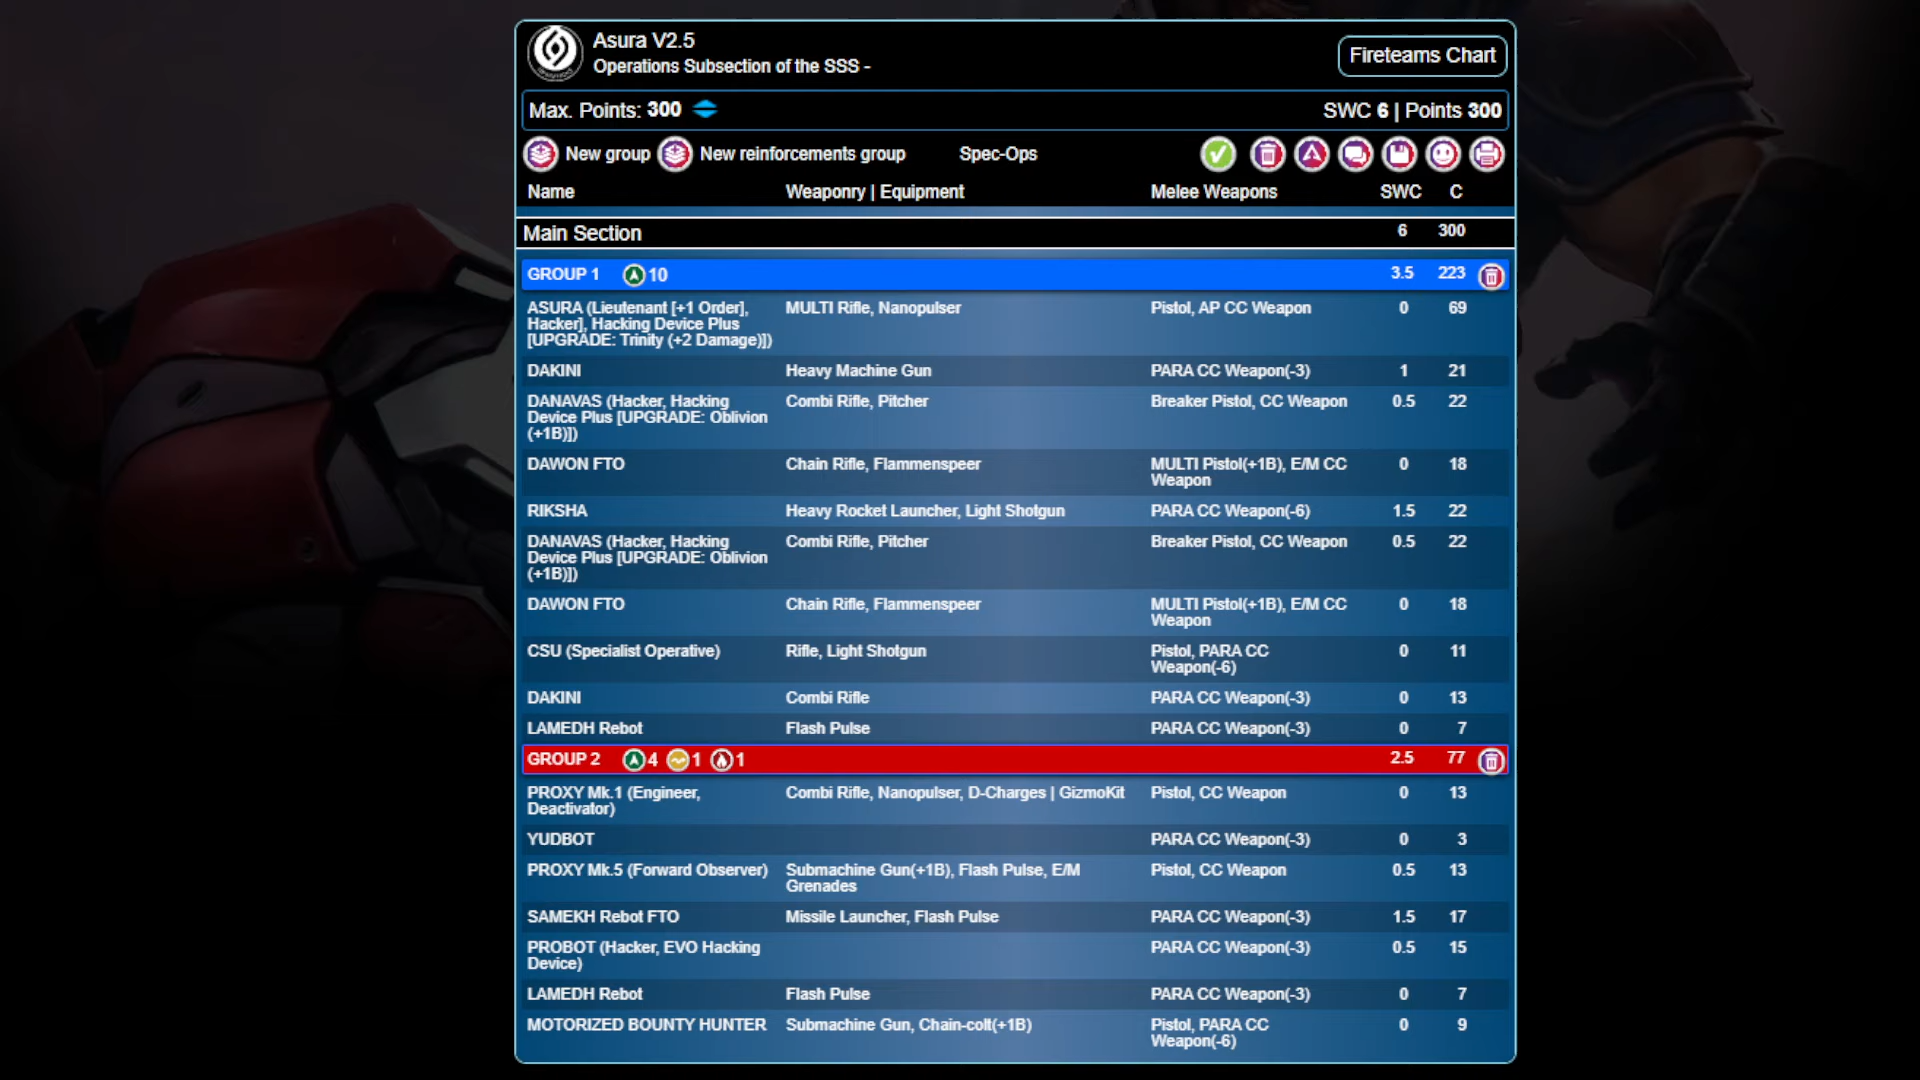 Asura V2.5
Operations Subsection of the SSS -
Fireteams Chart
Max. Points: 300
SWC 6 | Points 300
New group
New reinforcements group
Spec-Ops
Name Weaponry | Equipment Melee Weapons SWC C
Main Section 6 300
GROUP 1 10 3.5 223
ASURA (Lieutenant [+1 Order], MULTI Rifle, Nanopulser Pistol, AP CC Weapon 0 69
Hacker], Hacking Device Plus
[UPGRADE: Trinity (+2 Damage)])
DAKINI Heavy Machine Gun PARA CC Weapon(-3) 1 21
DANAVAS (Hacker, Hacking Combi Rifle, Pitcher Breaker Pistol, CC Weapon 0.5 22
Device Plus [UPGRADE: Oblivion
(+1B)])
DAWON FTO Chain Rifle, Flammenspeer MULTI Pistol(+1B), E/M CC 0 18
Weapon
RIKSHA Heavy Rocket Launcher, Light Shotgun PARA CC Weapon(-6) 1.5 22
DANAVAS (Hacker, Hacking Combi Rifle, Pitcher Breaker Pistol, CC Weapon 0.5 22
Device Plus [UPGRADE: Oblivion
(+1B)])
DAWON FTO Chain Rifle, Flammenspeer MULTI Pistol(+1B), E/M CC 0 18
Weapon
CSU (Specialist Operative) Rifle, Light Shotgun Pistol, PARA CC 0 11
Weapon(-6)
DAKINI Combi Rifle PARA CC Weapon(-3) 0 13
LAMEDH Rebot Flash Pulse PARA CC Weapon(-3) 0 7
GROUP 2 4 1 1 2.5 77
PROXY Mk.1 (Engineer, Combi Rifle, Nanopulser, D-Charges | GizmoKit Pistol, CC Weapon 0 13
Deactivator)
YUDBOT PARA CC Weapon(-3) 0 3
PROXY Mk.5 (Forward Observer) Submachine Gun(+1B), Flash Pulse, E/M Pistol, CC Weapon 0.5 13
Grenades
SAMEKH Rebot FTO Missile Launcher, Flash Pulse PARA CC Weapon(-3) 1.5 17
PROBOT (Hacker, EVO Hacking PARA CC Weapon(-3) 0.5 15
Device)
LAMEDH Rebot Flash Pulse PARA CC Weapon(-3) 0 7
MOTORIZED BOUNTY HUNTER Submachine Gun, Chain-colt(+1B) Pistol, PARA CC 0 9
Weapon(-6)